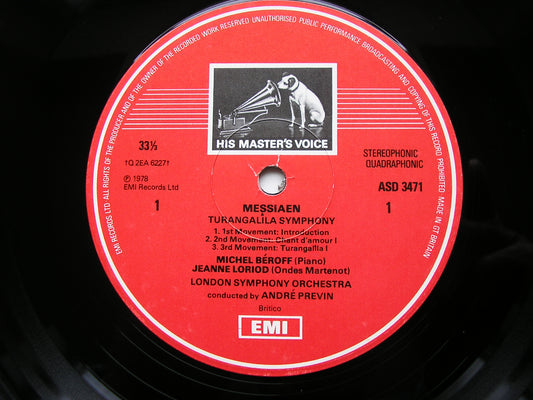 EMI RECORDS LTD ALL RIGHTS OF THE PRODUCER AND OF THE OWNER OF THE RECORDED WORK RESERVED UNAUTHORISED PUBLIC PERFORMANCE BROADCASTING AND COPYING OF THIS RECORD PROHIBITED MADE IN GT BRITAIN
HIS MASTER'S VOICE
33⅓
†Q 2EA 6227†
℗ 1978
EMI Records Ltd
1
STEREOPHONIC
QUADRAPHONIC
ASD 3471
1
MESSIAEN
TURANGALÎLA SYMPHONY
1. 1st Movement: Introduction
2. 2nd Movement: Chant d'amour I
3. 3rd Movement: Turangalîla I
MICHEL BÉROFF (Piano)
JEANNE LORIOD (Ondes Martenot)
LONDON SYMPHONY ORCHESTRA
conducted by ANDRÉ PREVIN
Britico
EMI